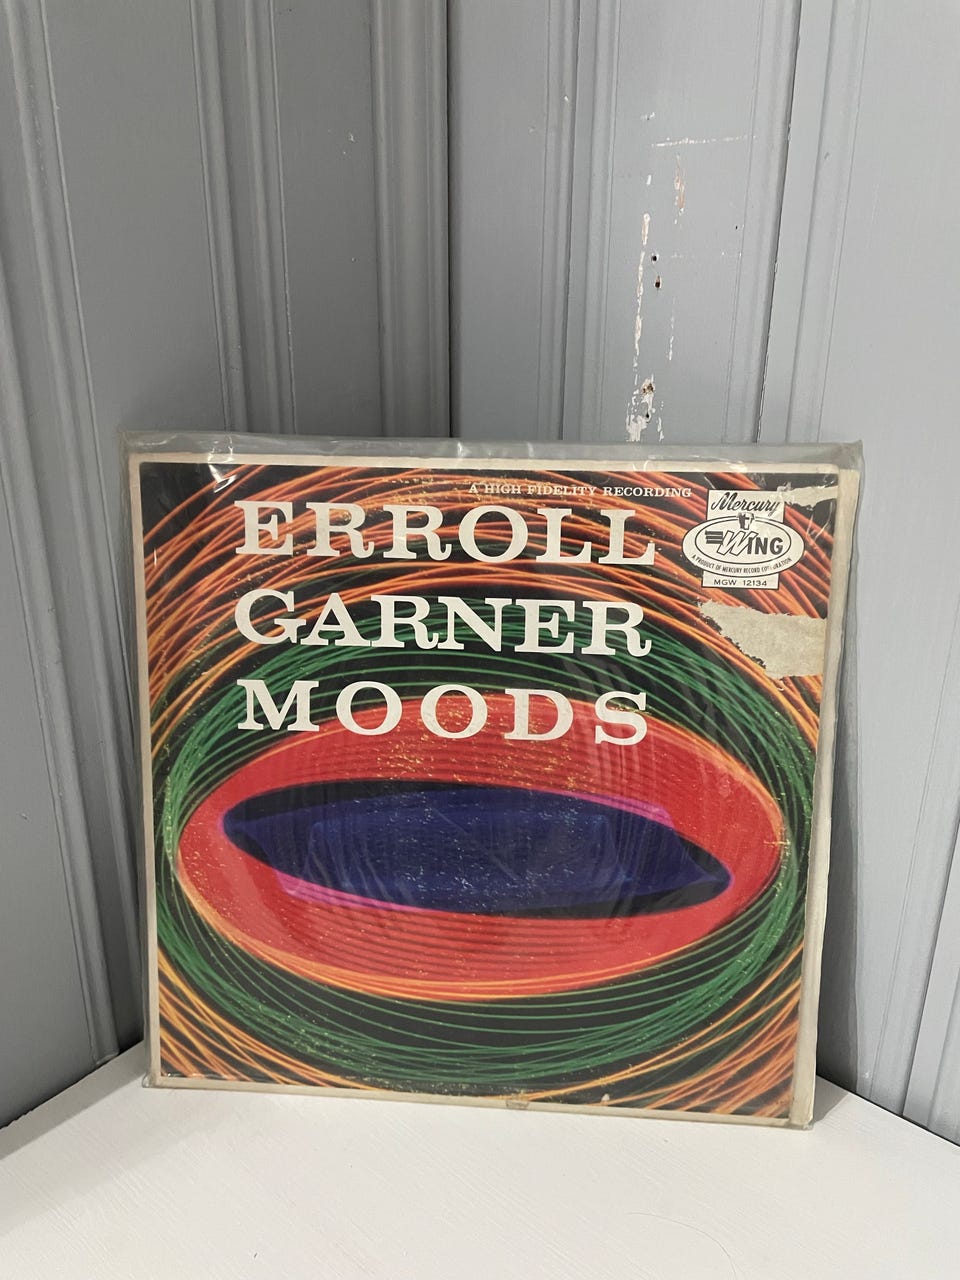 A HIGH FIDELITY RECORDING
ERROLL
GARNER
MOODS
Mercury
WING
A PRODUCT OF MERCURY RECORD CORPORATION
MGW 12134